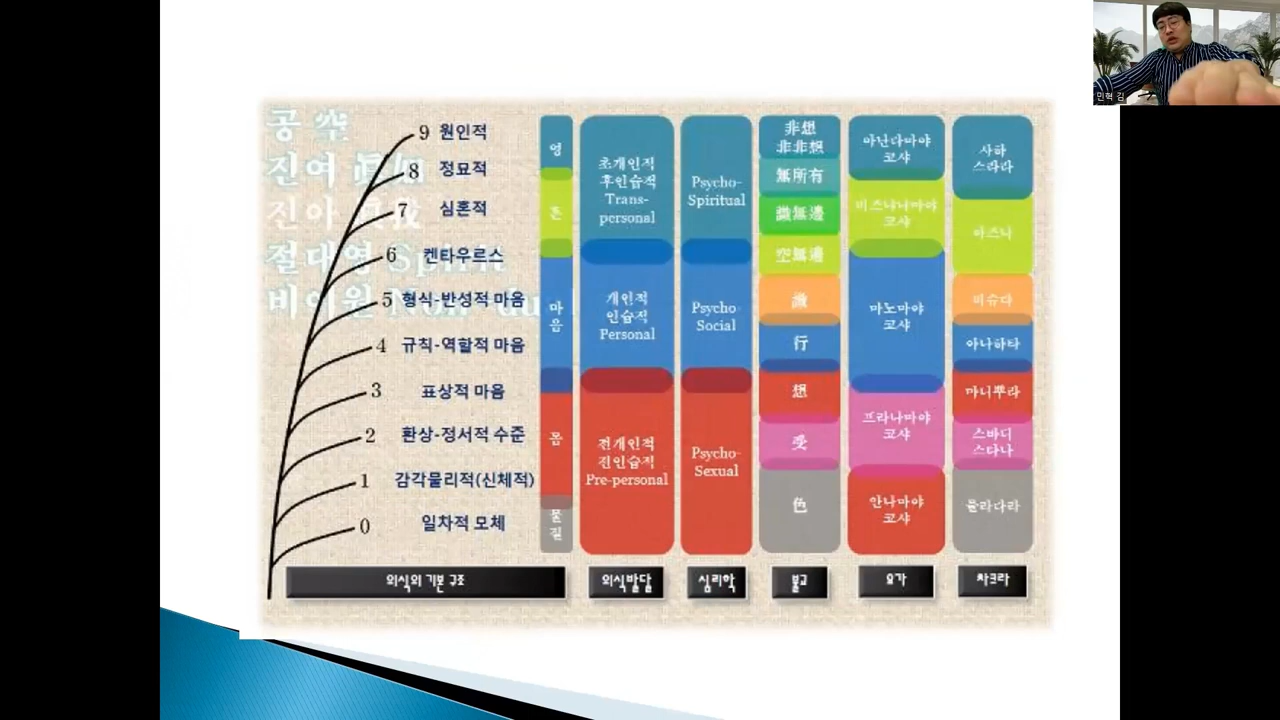 민혁 김
공 空
진여 眞如
진아
절대영 Spirit
비이원 Non-du
9 원인적
8 정묘적
7 심혼적
6 켄타우르스
5 형식-반성적 마음
4 규칙-역할적 마음
3 표상적 마음
2 환상-정서적 수준
1 감각물리적(신체적)
0 일차적 모체
의식의 기본 구조
영
혼
마
음
몸
물
질
초개인적
후인습적
Trans-
personal
개인적
인습적
Personal
전개인적
전인습적
Pre-personal
의식발달
Psycho-
Spiritual
Psycho-
Social
Psycho-
Sexual
심리학
非想
非非想
無所有
識無邊
空無邊
識
行
想
受
色
불교
아난다마야
코샤
비즈냐나마야
코샤
마노마야
코샤
프라나마야
코샤
안나마야
코샤
요가
사하
스라라
아즈나
비슈다
아나하타
마니뿌라
스바디
스타나
물라다라
차크라